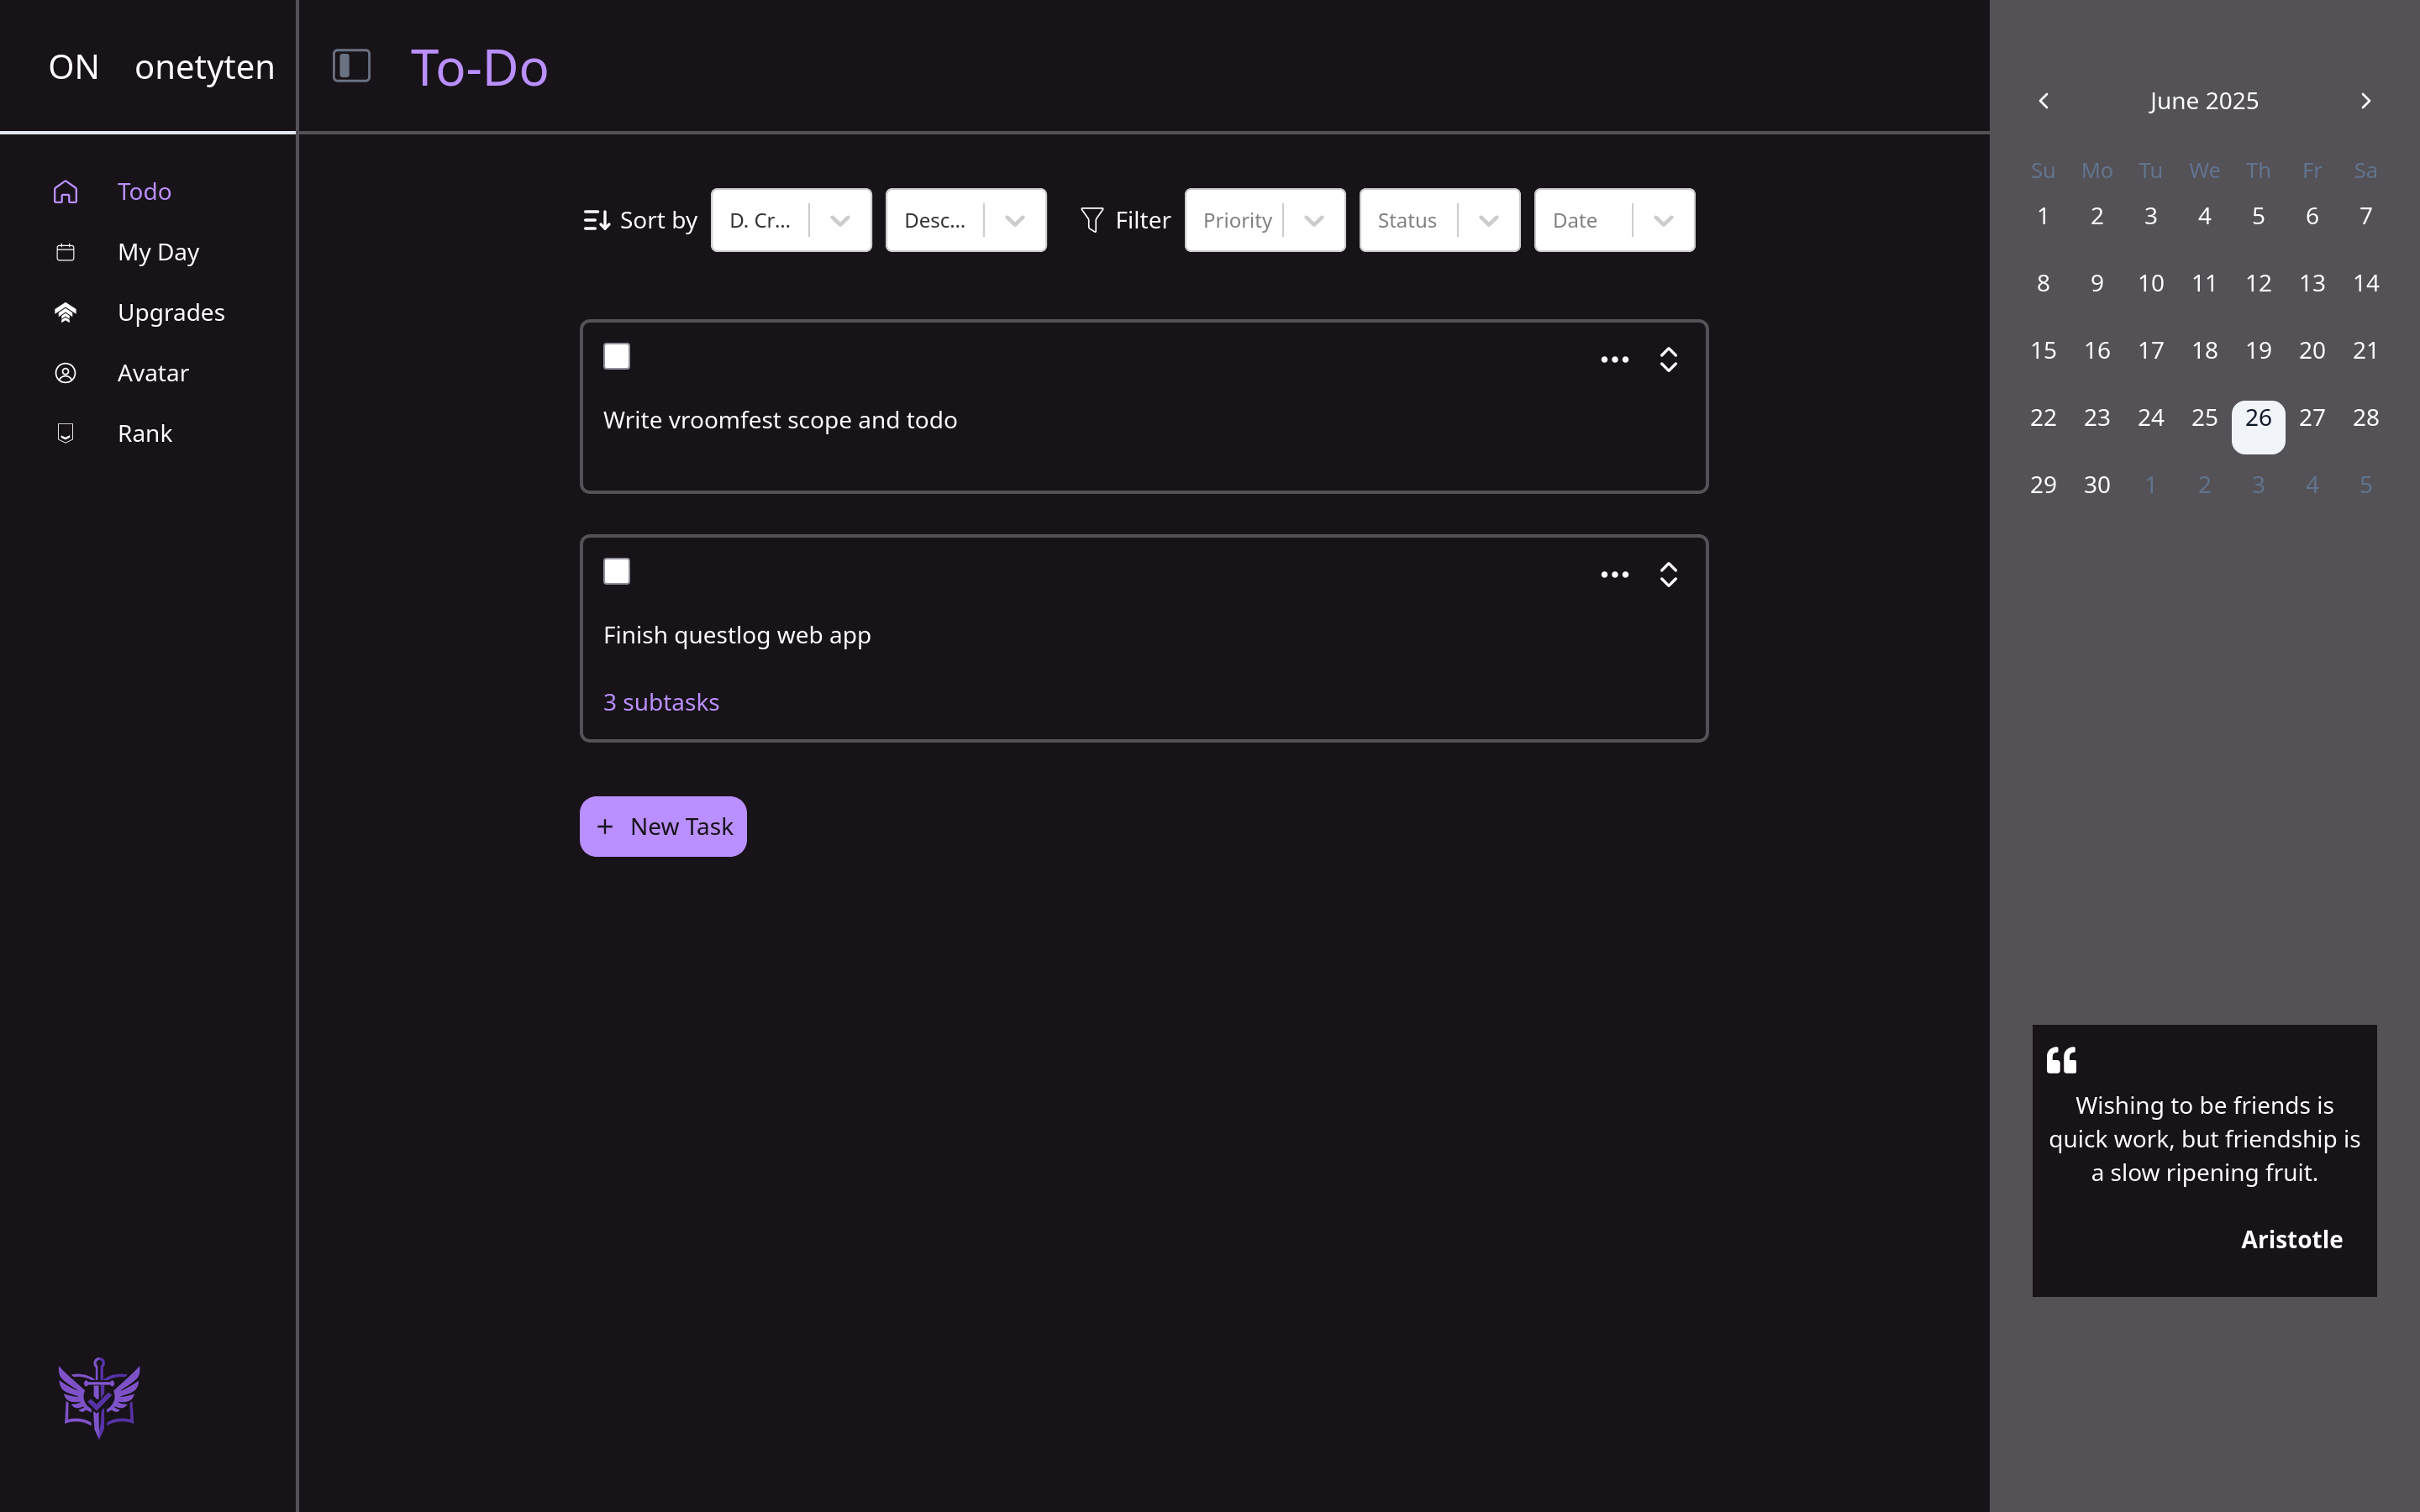 ON onetyten
To-Do
Todo
My Day
Upgrades
Avatar
Rank
Sort by D. Cr... Desc... Filter Priority Status Date
Write vroomfest scope and todo
Finish questlog web app
3 subtasks
+ New Task
June 2025
Su Mo Tu We Th Fr Sa
1 2 3 4 5 6 7
8 9 10 11 12 13 14
15 16 17 18 19 20 21
22 23 24 25 26 27 28
29 30 1 2 3 4 5
“
Wishing to be friends is
quick work, but friendship is
a slow ripening fruit.
Aristotle